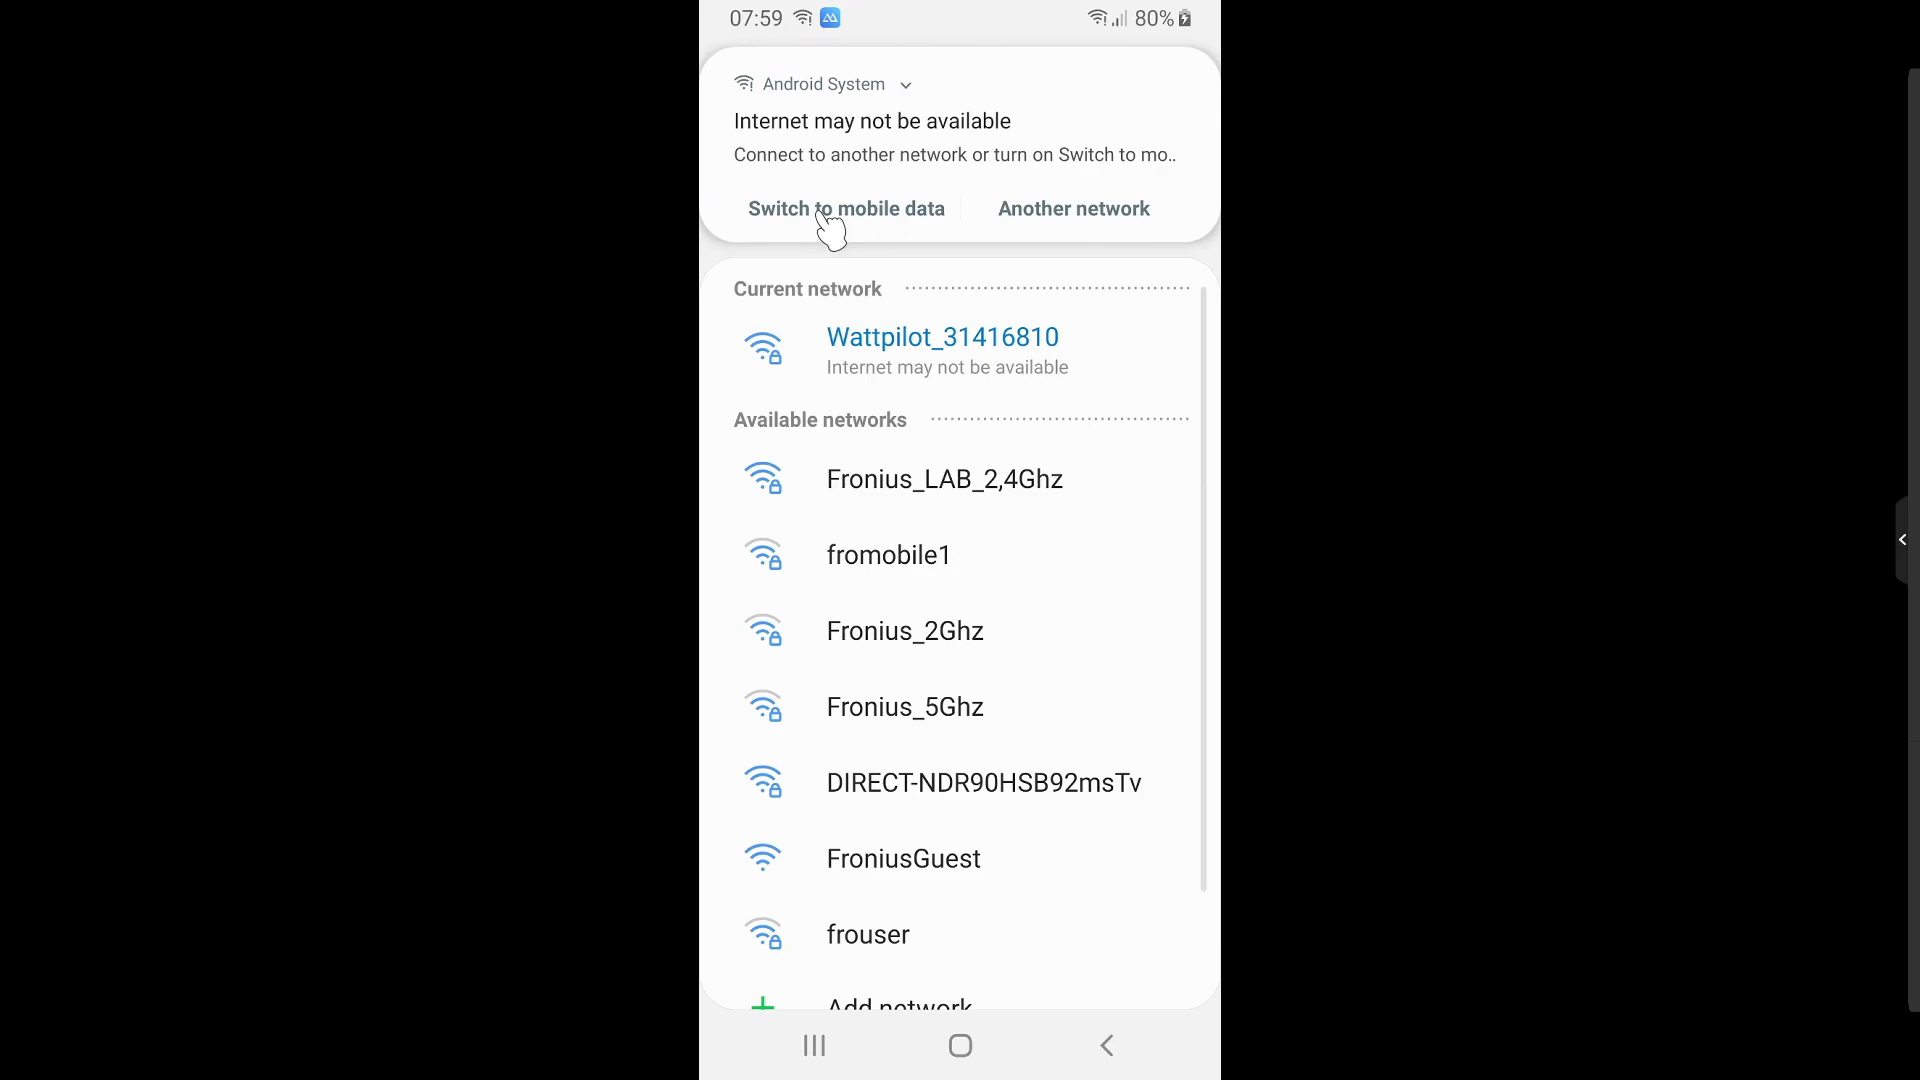 07:59
80%
Android System
Internet may not be available
Connect to another network or turn on Switch to mo..
Switch to mobile data
Another network
Current network
Wattpilot_31416810
Internet may not be available
Available networks
Fronius_LAB_2,4Ghz
fromobile1
Fronius_2Ghz
Fronius_5Ghz
DIRECT-NDR90HSB92msTv
FroniusGuest
frouser
Add network